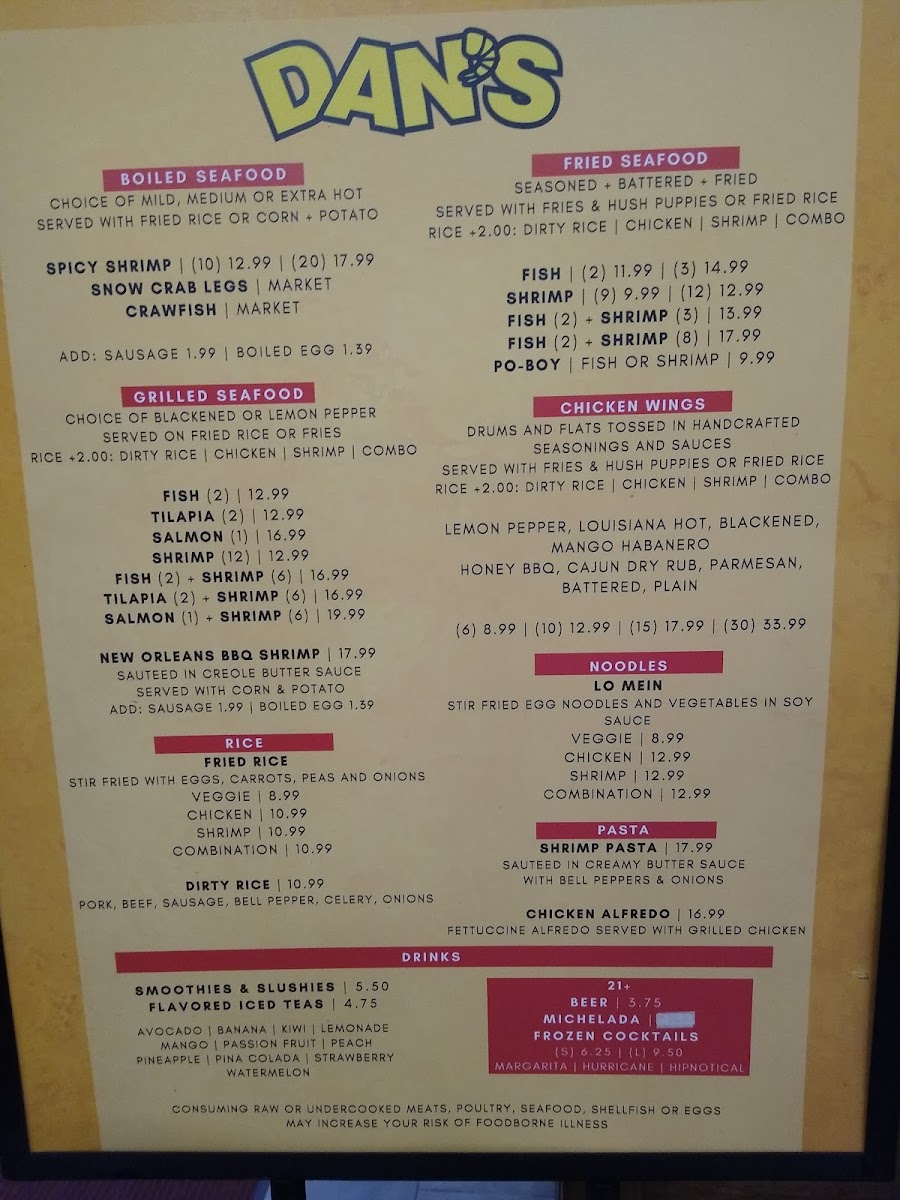 DAN'S
BOILED SEAFOOD
CHOICE OF MILD, MEDIUM OR EXTRA HOT
SERVED WITH FRIED RICE OR CORN + POTATO
SPICY SHRIMP | (10) 12.99 | (20) 17.99
SNOW CRAB LEGS | MARKET
CRAWFISH | MARKET
ADD: SAUSAGE 1.99 | BOILED EGG 1.39
GRILLED SEAFOOD
CHOICE OF BLACKENED OR LEMON PEPPER
SERVED ON FRIED RICE OR FRIES
RICE +2.00: DIRTY RICE | CHICKEN | SHRIMP | COMBO
FISH (2) | 12.99
TILAPIA (2) | 12.99
SALMON (1) | 16.99
SHRIMP (12) | 12.99
FISH (2) + SHRIMP (6) | 16.99
TILAPIA (2) + SHRIMP (6) | 16.99
SALMON (1) + SHRIMP (6) | 19.99
NEW ORLEANS BBQ SHRIMP | 17.99
SAUTEED IN CREOLE BUTTER SAUCE
SERVED WITH CORN & POTATO
ADD: SAUSAGE 1.99 | BOILED EGG 1.39
RICE
FRIED RICE
STIR FRIED WITH EGGS, CARROTS, PEAS AND ONIONS
VEGGIE | 8.99
CHICKEN | 10.99
SHRIMP | 10.99
COMBINATION | 10.99
DIRTY RICE | 10.99
PORK, BEEF, SAUSAGE, BELL PEPPER, CELERY, ONIONS
FRIED SEAFOOD
SEASONED + BATTERED + FRIED
SERVED WITH FRIES & HUSH PUPPIES OR FRIED RICE
RICE +2.00: DIRTY RICE | CHICKEN | SHRIMP | COMBO
FISH | (2) 11.99 | (3) 14.99
SHRIMP | (9) 9.99 | (12) 12.99
FISH (2) + SHRIMP (3) | 13.99
FISH (2) + SHRIMP (8) | 17.99
PO-BOY | FISH OR SHRIMP | 9.99
CHICKEN WINGS
DRUMS AND FLATS TOSSED IN HANDCRAFTED
SEASONINGS AND SAUCES
SERVED WITH FRIES & HUSH PUPPIES OR FRIED RICE
RICE +2.00: DIRTY RICE | CHICKEN | SHRIMP | COMBO
LEMON PEPPER, LOUISIANA HOT, BLACKENED,
MANGO HABANERO
HONEY BBQ, CAJUN DRY RUB, PARMESAN,
BATTERED, PLAIN
(6) 8.99 | (10) 12.99 | (15) 17.99 | (30) 33.99
NOODLES
LO MEIN
STIR FRIED EGG NOODLES AND VEGETABLES IN SOY
SAUCE
VEGGIE | 8.99
CHICKEN | 12.99
SHRIMP | 12.99
COMBINATION | 12.99
PASTA
SHRIMP PASTA | 17.99
SAUTEED IN CREAMY BUTTER SAUCE
WITH BELL PEPPERS & ONIONS
CHICKEN ALFREDO | 16.99
FETTUCCINE ALFREDO SERVED WITH GRILLED CHICKEN
DRINKS
SMOOTHIES & SLUSHIES | 5.50
FLAVORED ICED TEAS | 4.75
AVOCADO | BANANA | KIWI | LEMONADE
MANGO | PASSION FRUIT | PEACH
PINEAPPLE | PINA COLADA | STRAWBERRY
WATERMELON
21+
BEER | 3.75
MICHELADA |
FROZEN COCKTAILS
(S) 6.25 | (L) 9.50
MARGARITA | HURRICANE | HIPNOTICAL
CONSUMING RAW OR UNDERCOOKED MEATS, POULTRY, SEAFOOD, SHELLFISH OR EGGS
MAY INCREASE YOUR RISK OF FOODBORNE ILLNESS